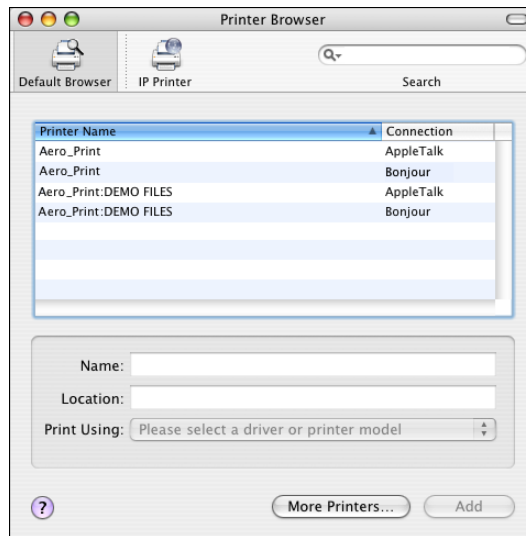 Printer Browser
Default Browser
IP Printer
Search
Printer Name Connection
Aero_Print AppleTalk
Aero_Print Bonjour
Aero_Print:DEMO FILES AppleTalk
Aero_Print:DEMO FILES Bonjour
Name:
Location:
Print Using: Please select a driver or printer model
? More Printers... Add